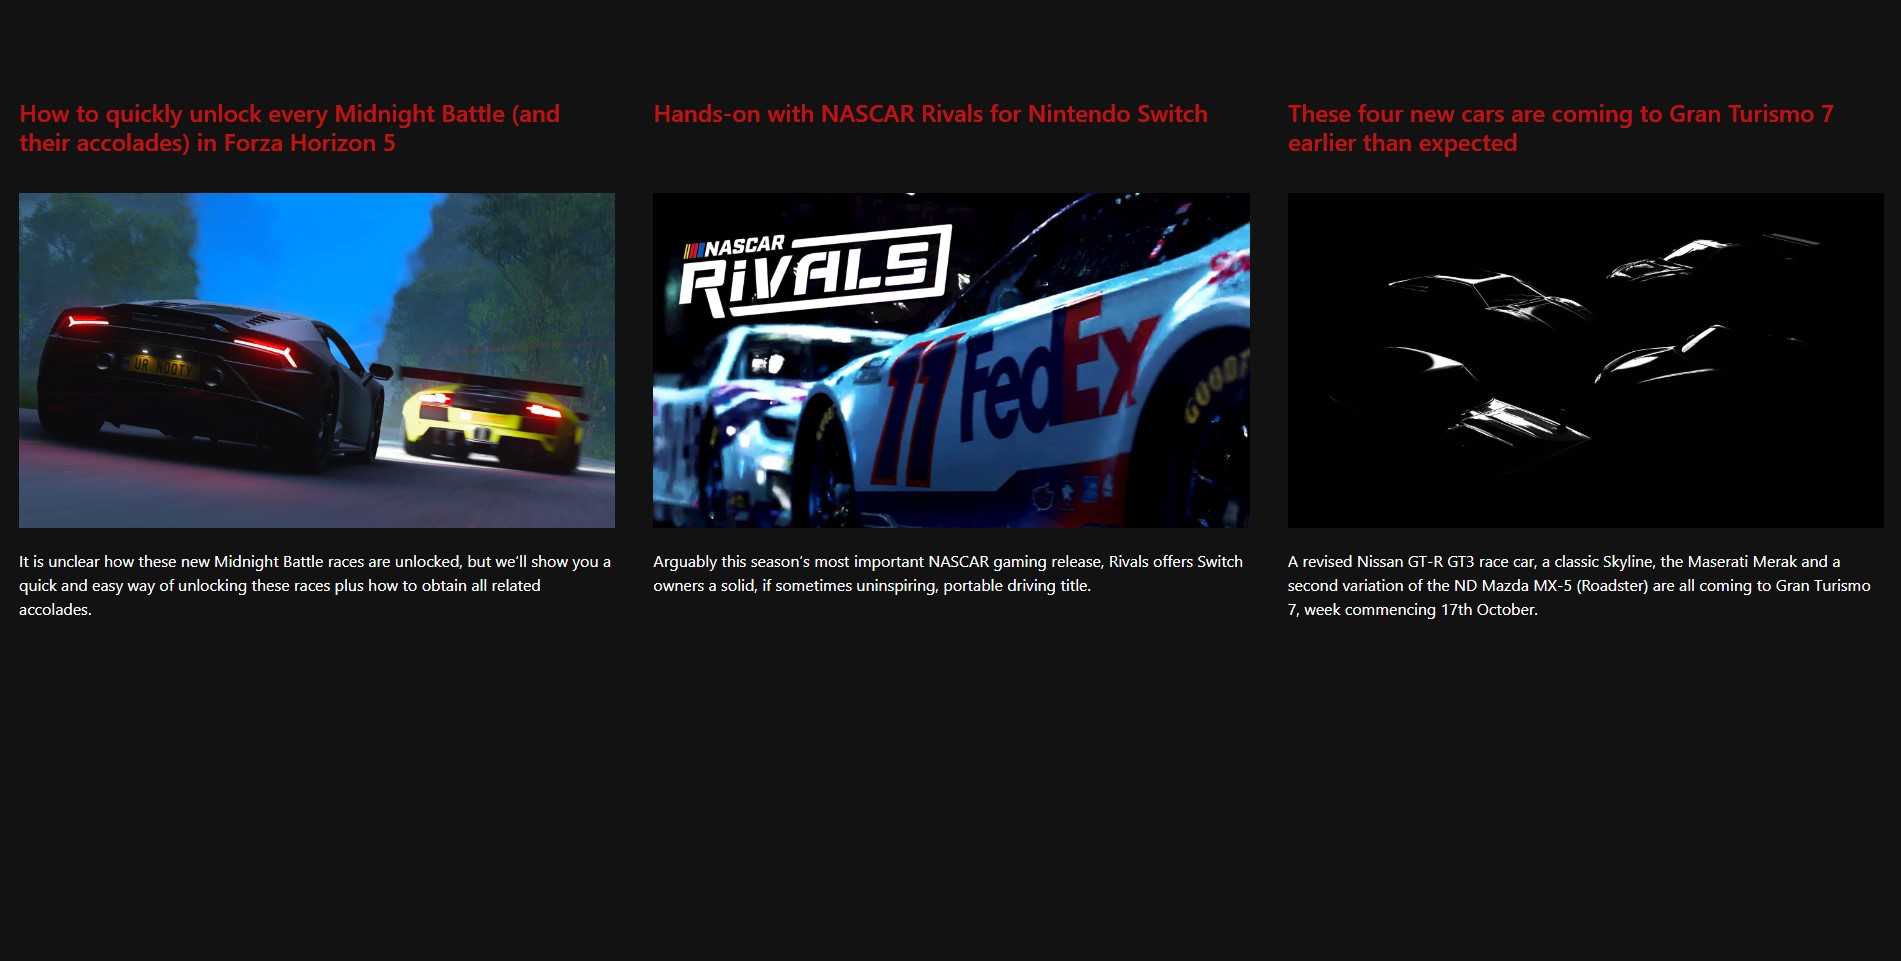 How to quickly unlock every Midnight Battle (and
their accolades) in Forza Horizon 5
UR NOOTY
It is unclear how these new Midnight Battle races are unlocked, but we’ll show you a
quick and easy way of unlocking these races plus how to obtain all related
accolades.
Hands-on with NASCAR Rivals for Nintendo Switch
NASCAR
RIVALS
11 FedEx
Arguably this season’s most important NASCAR gaming release, Rivals offers Switch
owners a solid, if sometimes uninspiring, portable driving title.
These four new cars are coming to Gran Turismo 7
earlier than expected
A revised Nissan GT-R GT3 race car, a classic Skyline, the Maserati Merak and a
second variation of the ND Mazda MX-5 (Roadster) are all coming to Gran Turismo
7, week commencing 17th October.